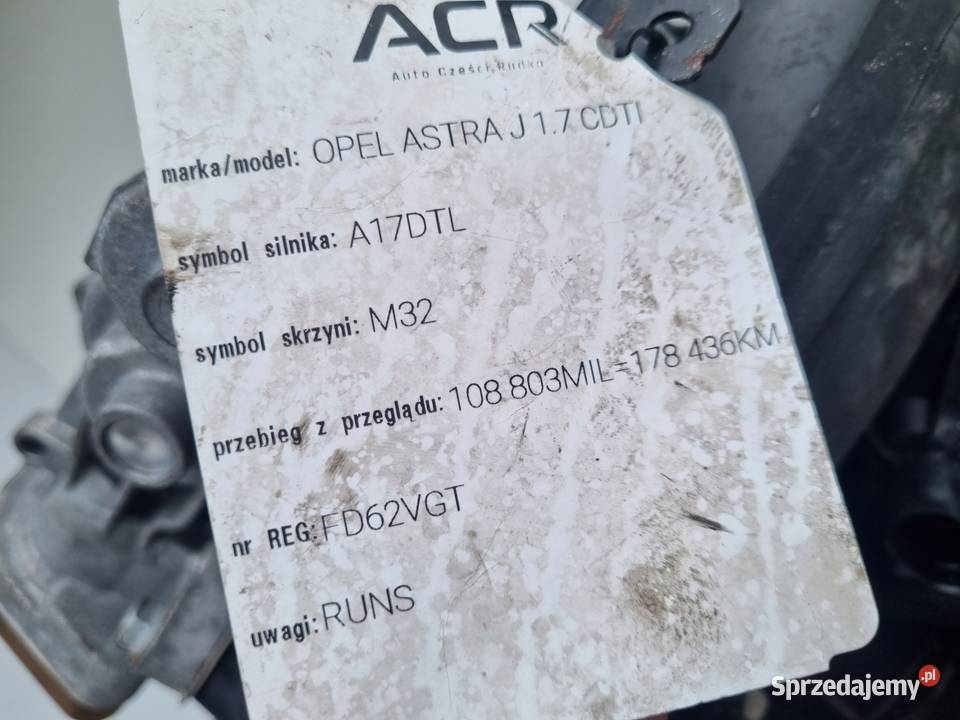 ACR
Auto Części Rudka
marka/model: OPEL ASTRA J 1.7 CDTI
symbol silnika: A17DTL
symbol skrzyni: M32
przebieg z przeglądu: 108 803MIL=178 436KM
nr REG:FD62VGT
uwagi:RUNS
Sprzedajemy.pl